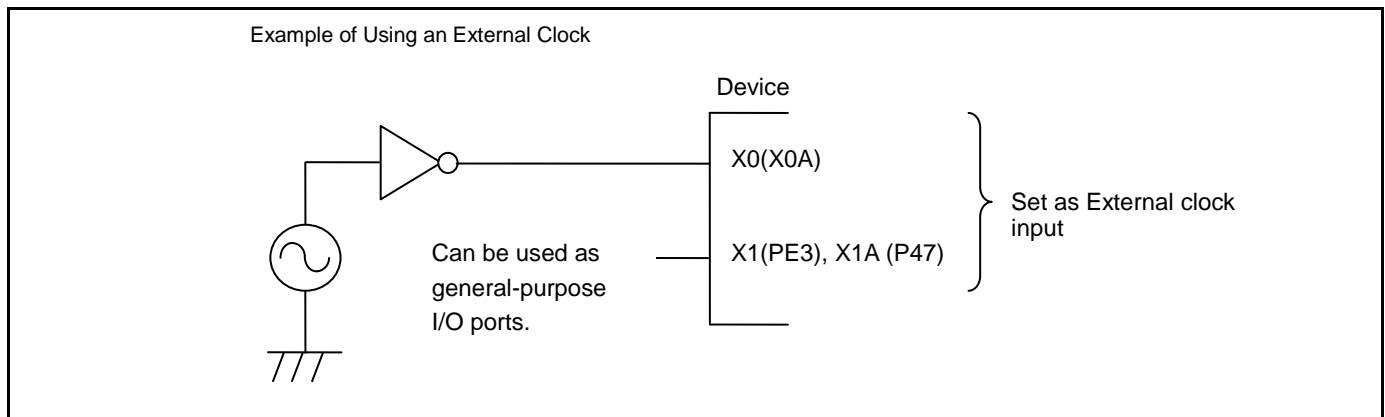 Example of Using an External Clock
Device
X0(X0A)
Set as External clock
input
Can be used as
general-purpose
I/O ports.
X1(PE3), X1A (P47)